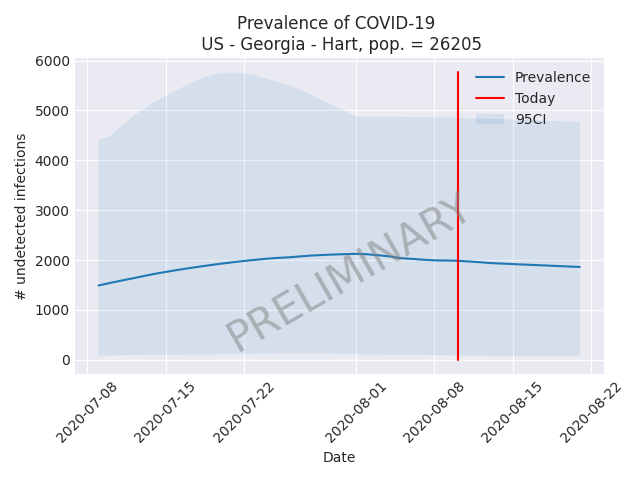 Prevalence of COVID-19
US - Georgia - Hart, pop. = 26205
6000
5000
4000
3000
2000
1000
0
# undetected infections
Prevalence
Today
95CI
PRELIMINARY
2020-07-08
2020-07-15
2020-07-22
2020-08-01
2020-08-08
2020-08-15
2020-08-22
Date